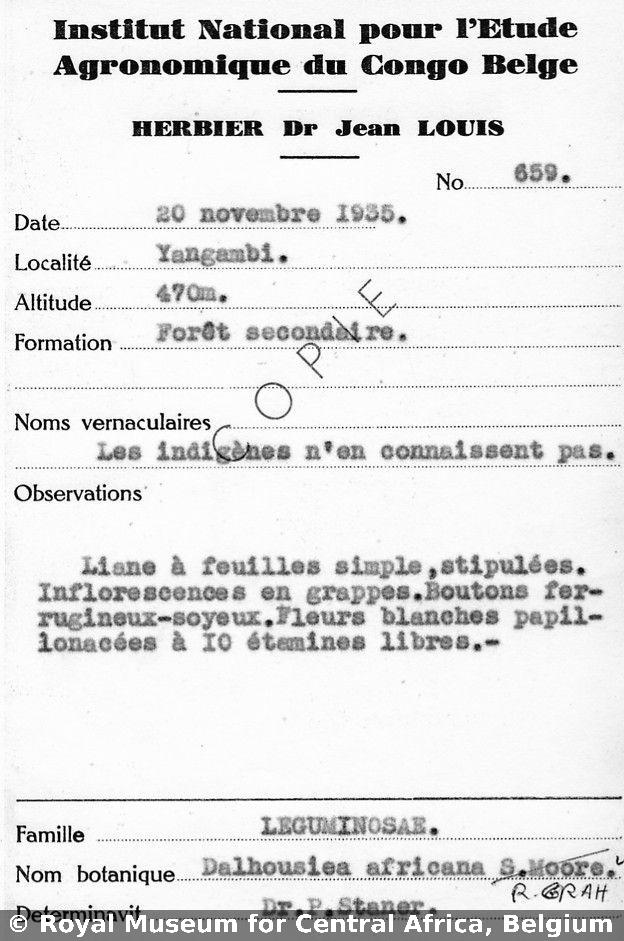 Institut National pour l'Etude
Agronomique du Congo Belge
HERBIER Dr Jean LOUIS
No 659.
Date 20 novembre 1935.
Localité Yangambi.
Altitude 470m.
Formation Forêt secondaire.
COPIE
Noms vernaculaires
Les indigènes n'en connaissent pas.
Observations
Liane à feuilles simple,stipulées.
Inflorescences en grappes.Boutons fer-
rugineux-soyeux.Fleurs blanches papil-
lonacées à IO étamines libres.-
Famille LEGUMINOSAE.
Nom botanique Dalhousiea africana S.Moore.
R. GRAH
Determinavit Dr.P.Staner.
© Royal Museum for Central Africa, Belgium